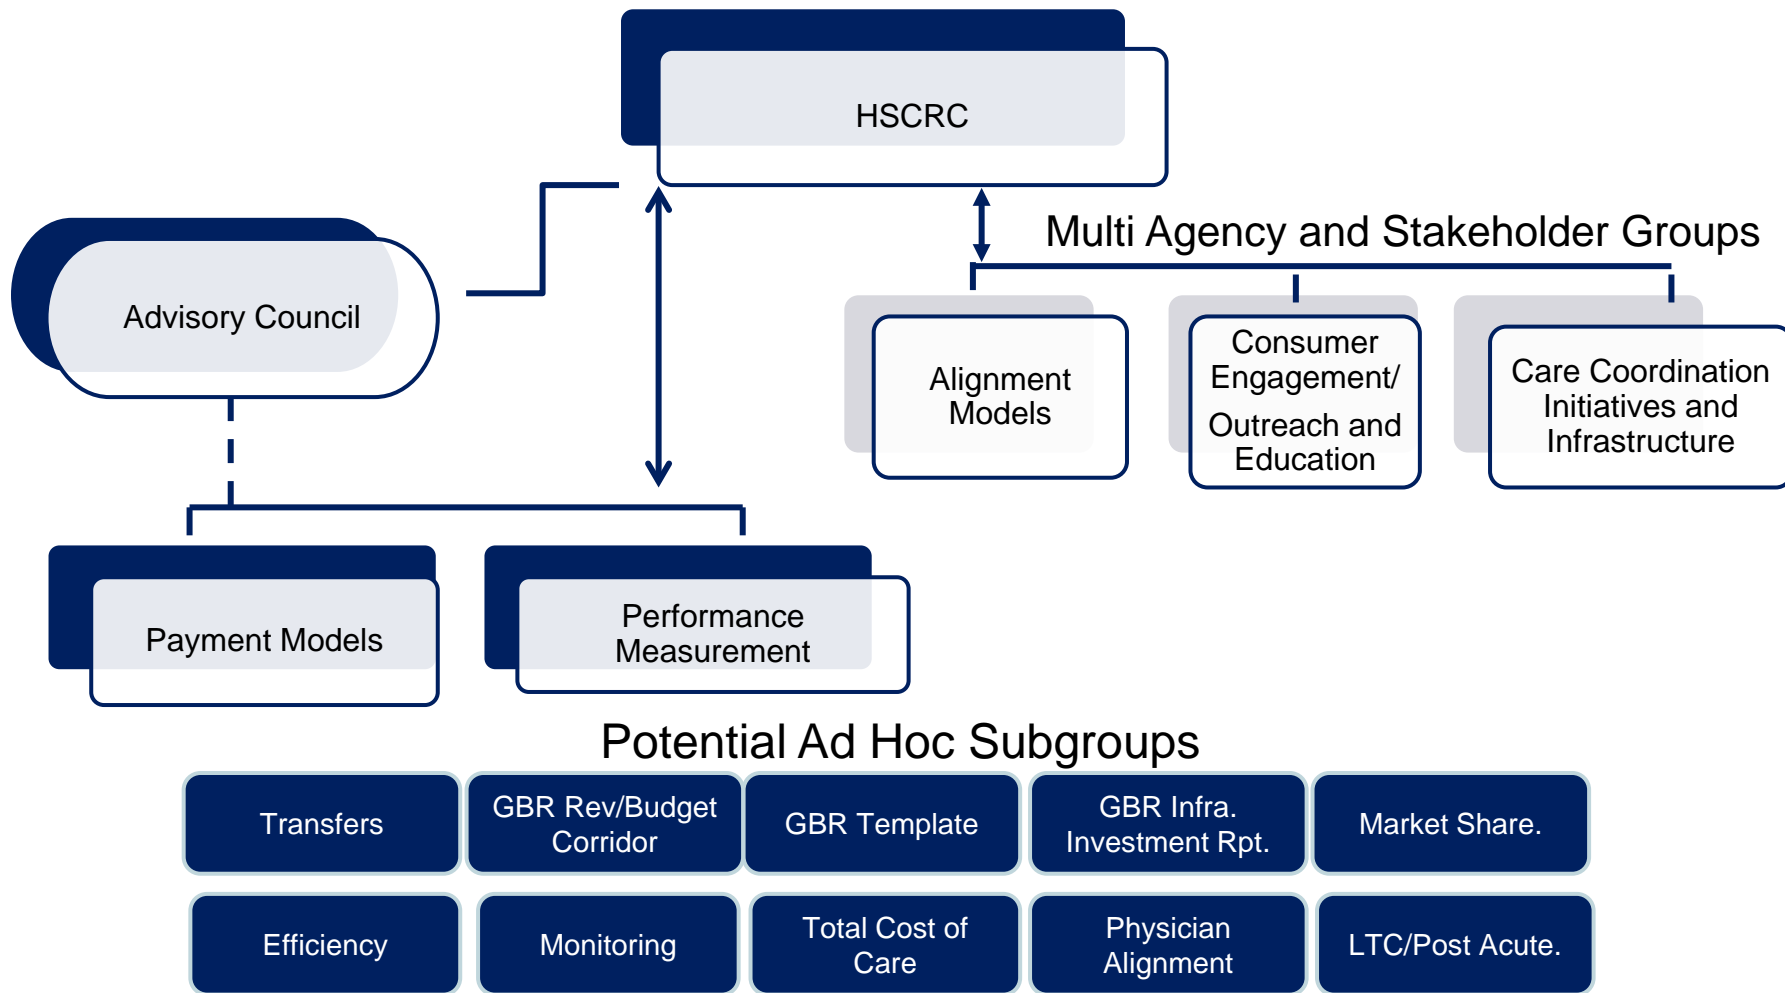 HSCRC
Multi Agency and Stakeholder Groups
Advisory Council
Alignment
Models
Consumer
Engagement/
Outreach and
Education
Care Coordination
Initiatives and
Infrastructure
Payment Models
Performance
Measurement
Potential Ad Hoc Subgroups
Transfers
GBR Rev/Budget
Corridor
GBR Template
GBR Infra.
Investment Rpt.
Market Share.
Efficiency
Monitoring
Total Cost of
Care
Physician
Alignment
LTC/Post Acute.